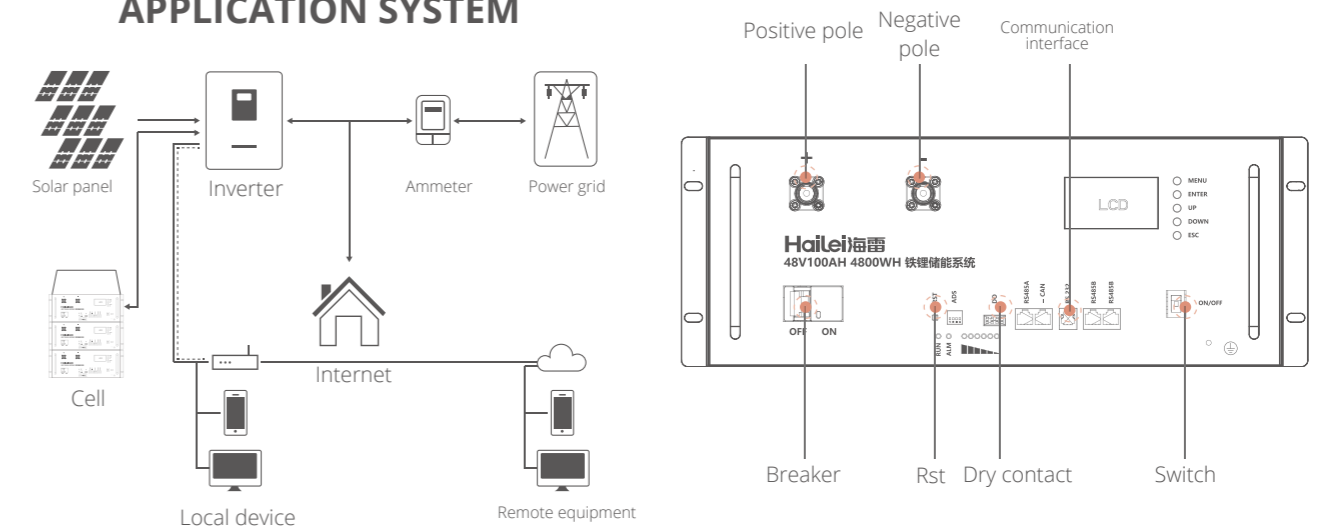 APPLICATION SYSTEM
Solar panel
Inverter
Ammeter
Power grid
Cell
Internet
Local device
Remote equipment
Positive pole
Negative
pole
Communication
interface
+
-
LCD
MENU
ENTER
UP
DOWN
ESC
Hailei海雷
48V100AH 4800WH 铁锂储能系统
OFF ON
RST
ADS
DO
RS485A
CAN
RS 232
RS485B
RS485B
ON/OFF
RUN
ALM
Breaker
Rst
Dry contact
Switch